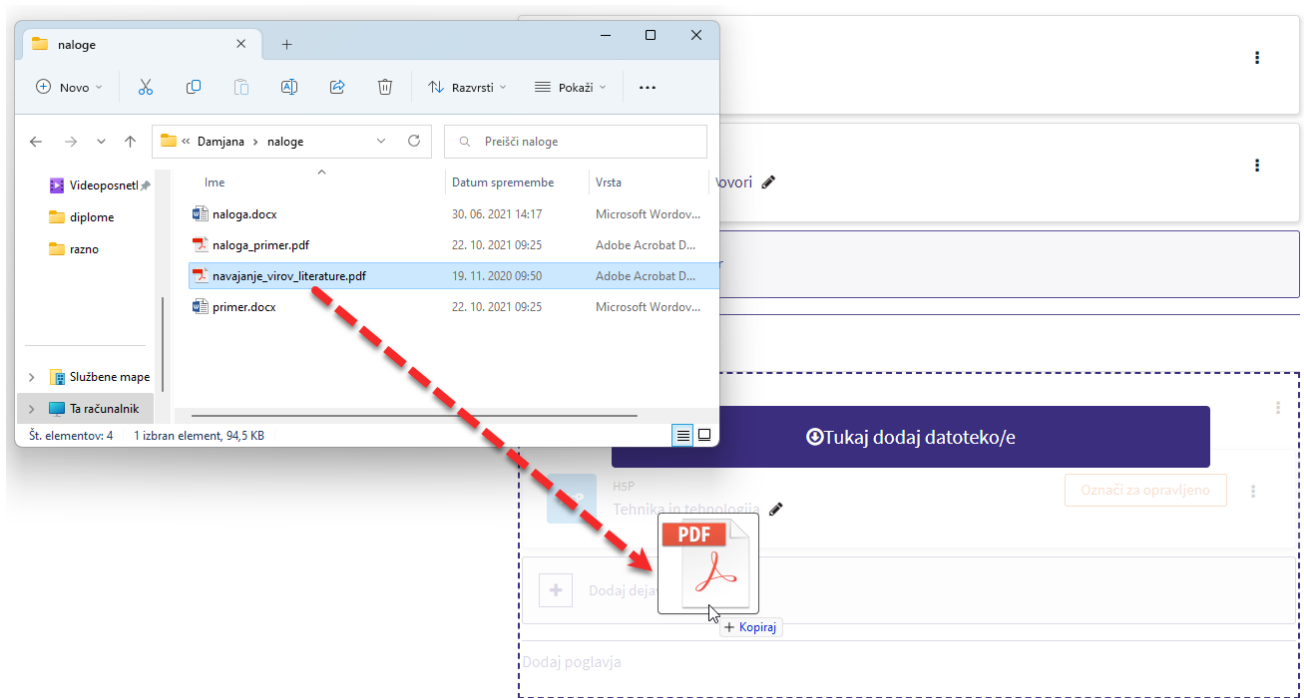 naloge
Novo
Razvrsti
Pokaži
Damjana > naloge
Preišči naloge
Videoposnetl
diplome
razno
Službene mape
Ta računalnik
Ime
Datum spremembe
Vrsta
naloga.docx
30. 06. 2021 14:17
Microsoft Wordov...
naloga_primer.pdf
22. 10. 2021 09:25
Adobe Acrobat D...
navajanje_virov_literature.pdf
19. 11. 2020 09:50
Adobe Acrobat D...
primer.docx
22. 10. 2021 09:25
Microsoft Wordov...
Št. elementov: 4
1 izbran element, 94,5 KB
ovori
Tukaj dodaj datoteko/e
H5P
Tehnika in tehnologija
Označi za opravljeno
PDF
Dodaj deja
+ Kopiraj
Dodaj poglavja